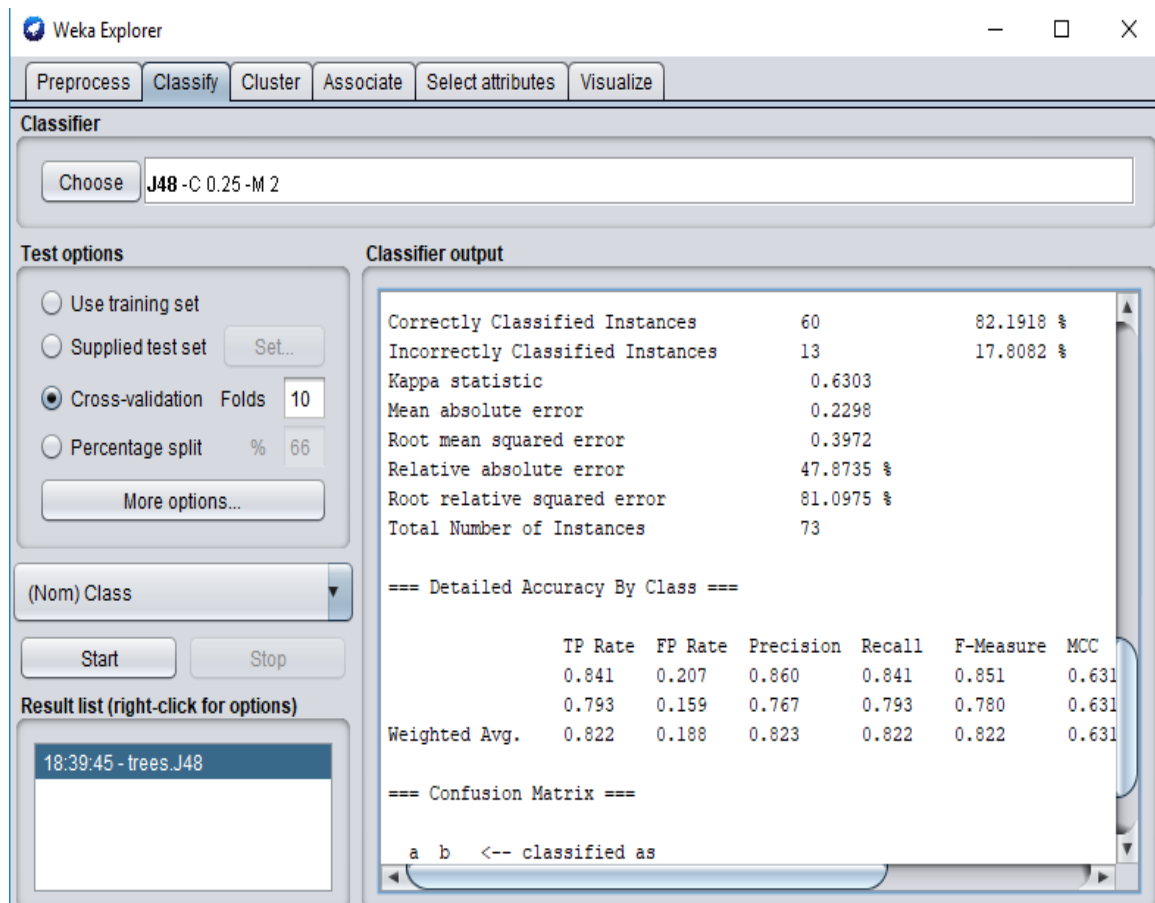 Weka Explorer
Preprocess Classify Cluster Associate Select attributes Visualize
Classifier
Choose J48 -C 0.25 -M 2
Test options
Use training set
Supplied test set Set...
Cross-validation Folds 10
Percentage split % 66
More options...
(Nom) Class
Start Stop
Result list (right-click for options)
18:39:45 - trees.J48
Classifier output
Correctly Classified Instances 60 82.1918 %
Incorrectly Classified Instances 13 17.8082 %
Kappa statistic 0.6303
Mean absolute error 0.2298
Root mean squared error 0.3972
Relative absolute error 47.8735 %
Root relative squared error 81.0975 %
Total Number of Instances 73
=== Detailed Accuracy By Class ===
TP Rate FP Rate Precision Recall F-Measure MCC
0.841 0.207 0.860 0.841 0.851 0.631
0.793 0.159 0.767 0.793 0.780 0.631
Weighted Avg. 0.822 0.188 0.823 0.822 0.822 0.631
=== Confusion Matrix ===
a b <-- classified as